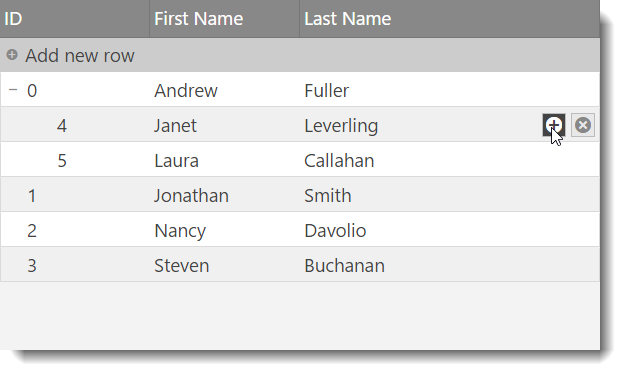 ID First Name Last Name
Add new row
0 Andrew Fuller
4 Janet Leverling
5 Laura Callahan
1 Jonathan Smith
2 Nancy Davolio
3 Steven Buchanan